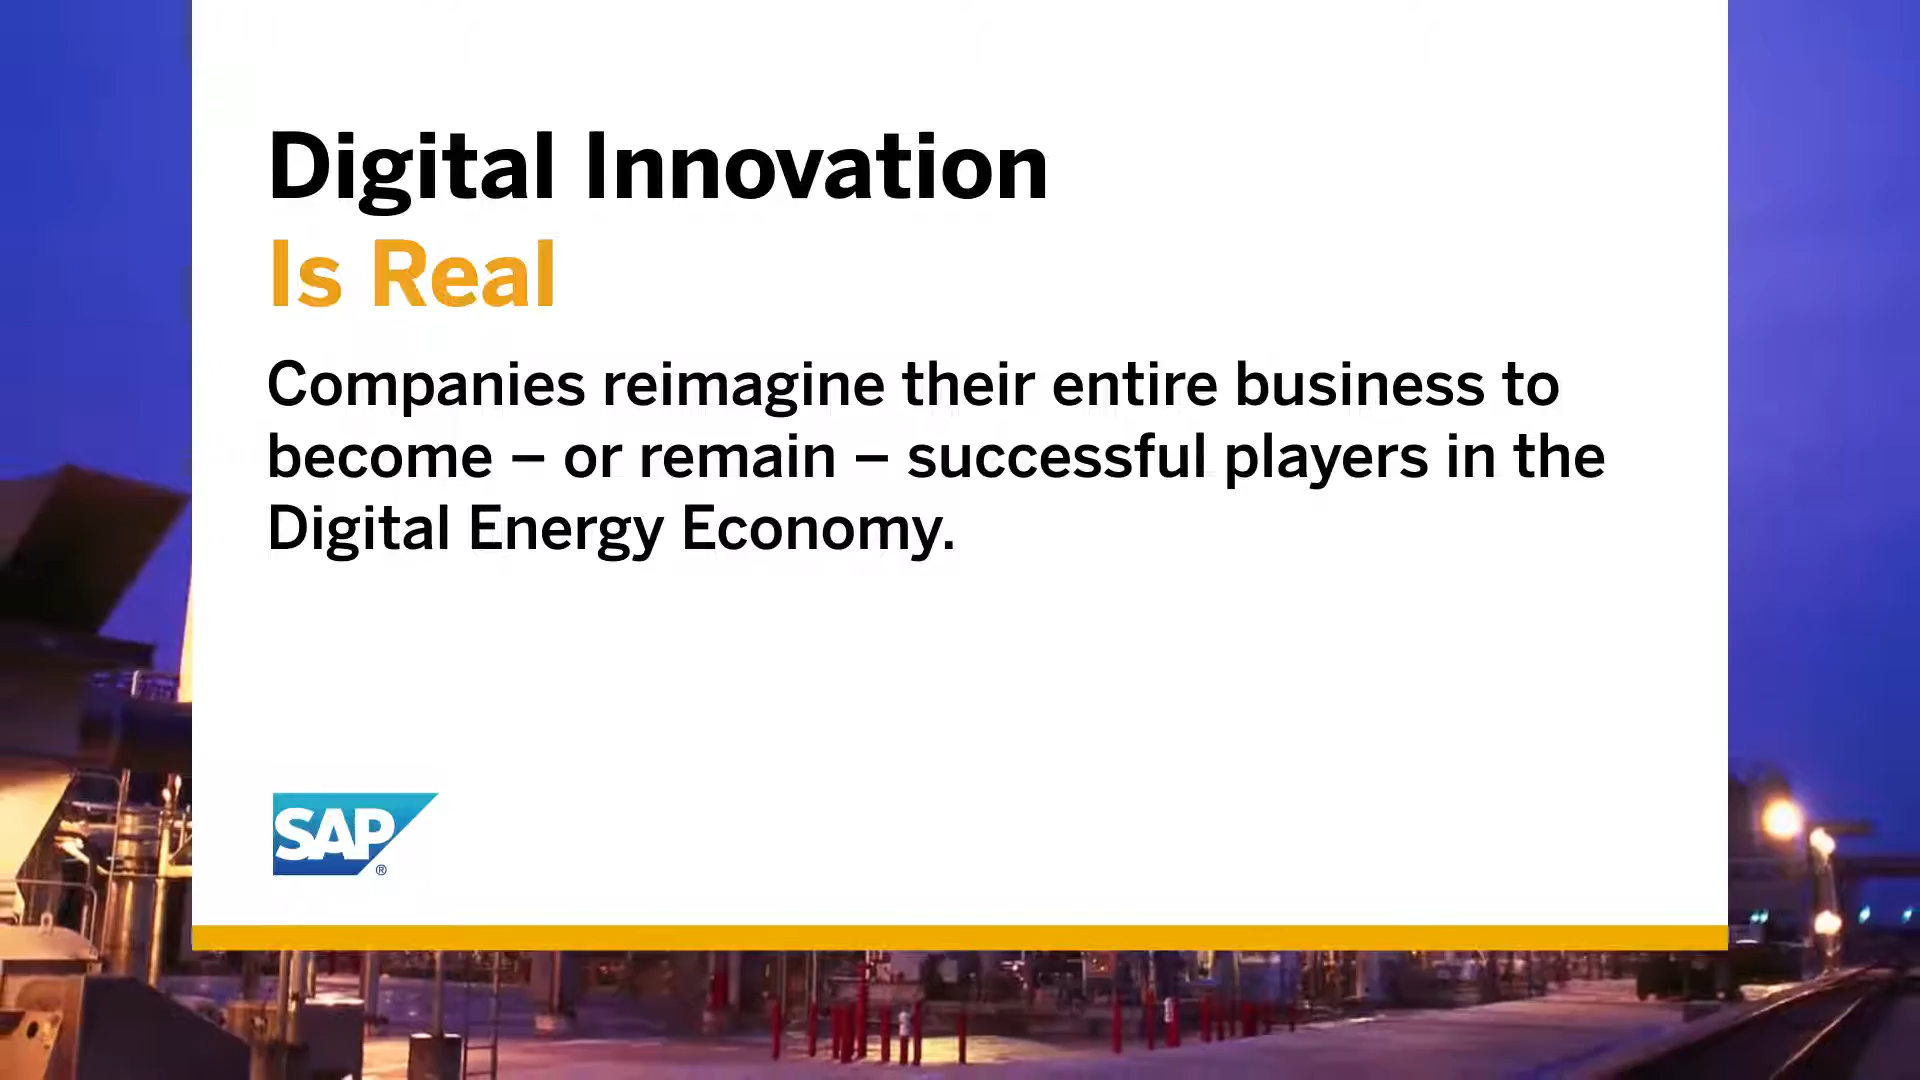 Digital Innovation
Is Real
Companies reimagine their entire business to
become – or remain – successful players in the
Digital Energy Economy.
SAP®